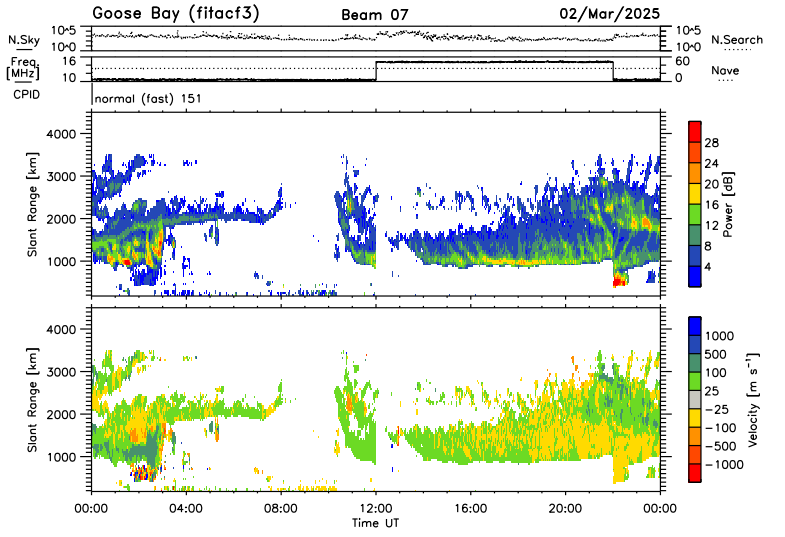 Goose Bay (fitacf3) Beam 07 02/Mar/2025
N.Sky 10^5 10^0 10^5 10^0 N.Search
Freq. [MHz] 16 10 60 0 Nave
CPID normal (fast) 151
Slant Range [km] 4000 3000 2000 1000
Power [dB] 28 24 20 16 12 8 4
Slant Range [km] 4000 3000 2000 1000
Velocity [m s^-1] 1000 500 100 25 -25 -100 -500 -1000
00:00 04:00 08:00 12:00 16:00 20:00 00:00
Time UT